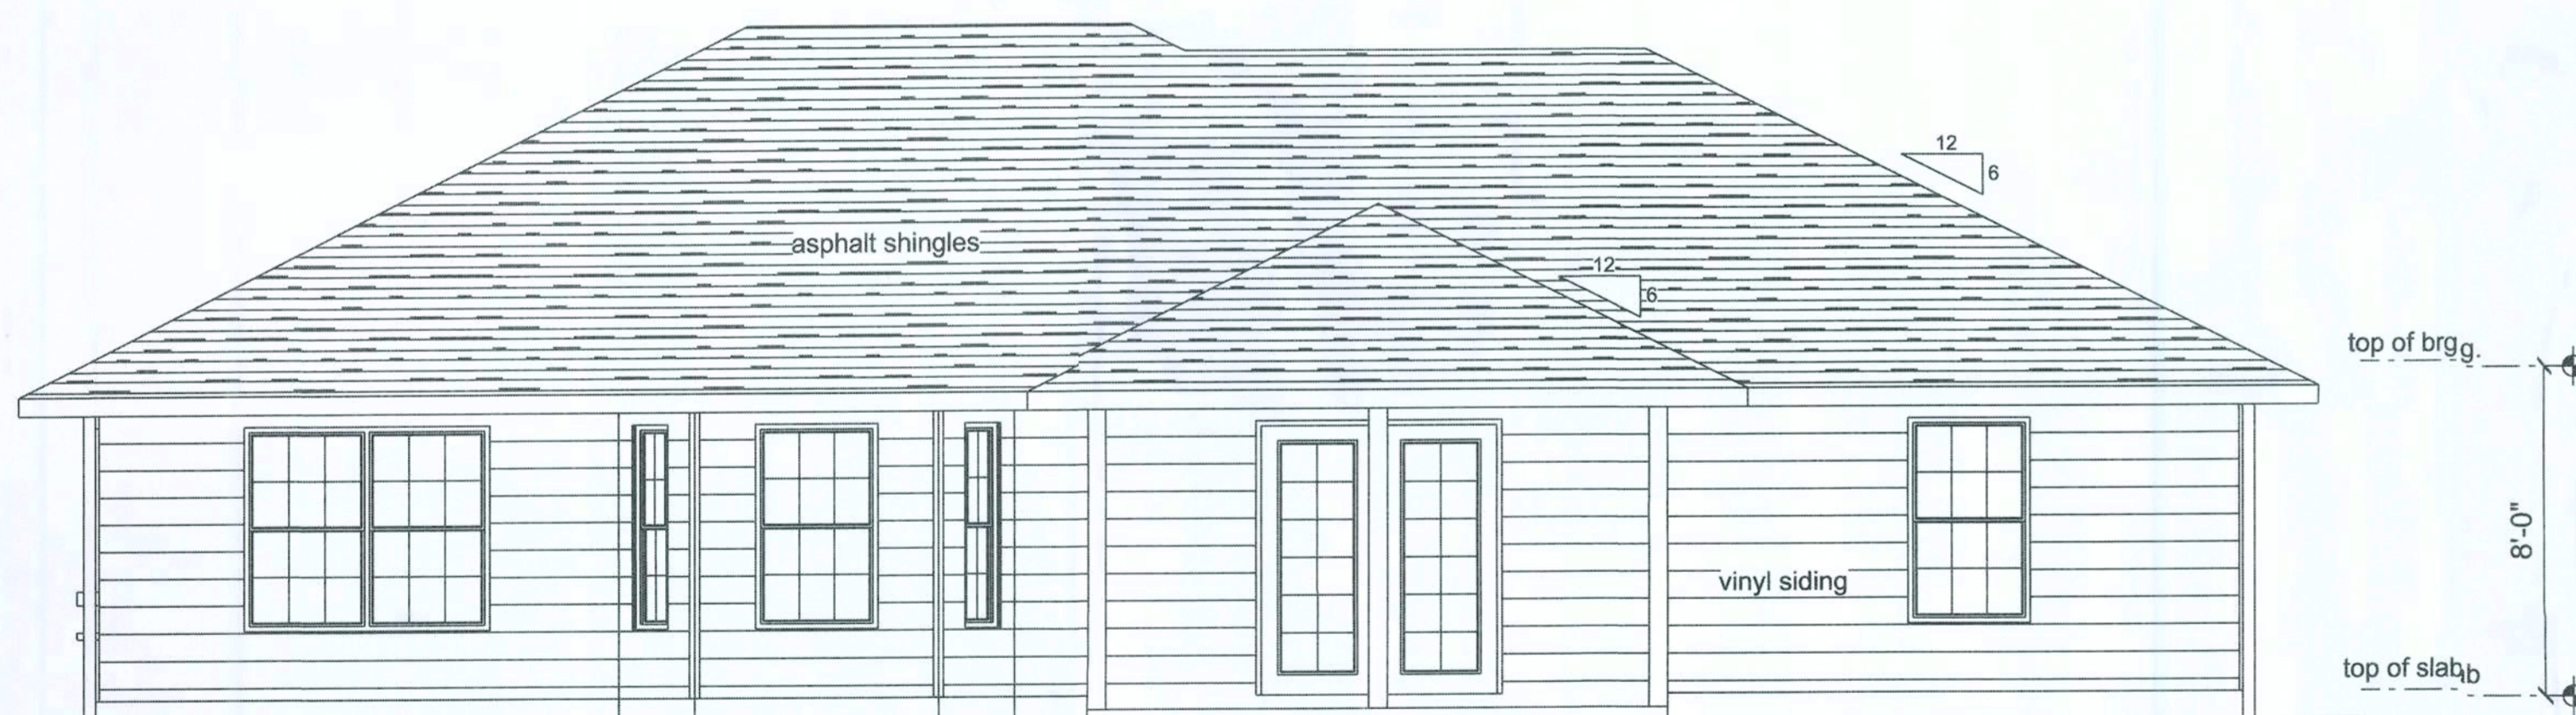 12
6
asphalt shingles
12
6
top of brgg.
8'-0"
vinyl siding
top of slabb